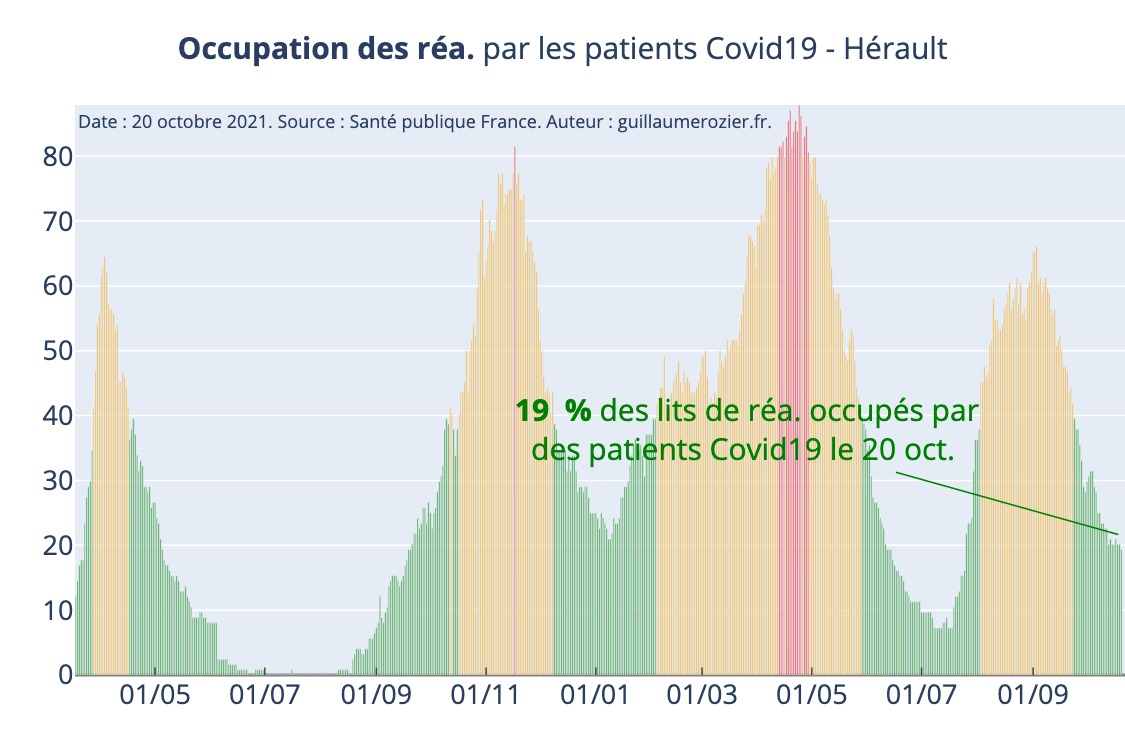 Occupation des réa. par les patients Covid19 - Hérault
Date : 20 octobre 2021. Source : Santé publique France. Auteur : guillaumerozier.fr.
80
70
60
50
40
30
20
10
0
19 % des lits de réa. occupés par
des patients Covid19 le 20 oct.
01/05 01/07 01/09 01/11 01/01 01/03 01/05 01/07 01/09